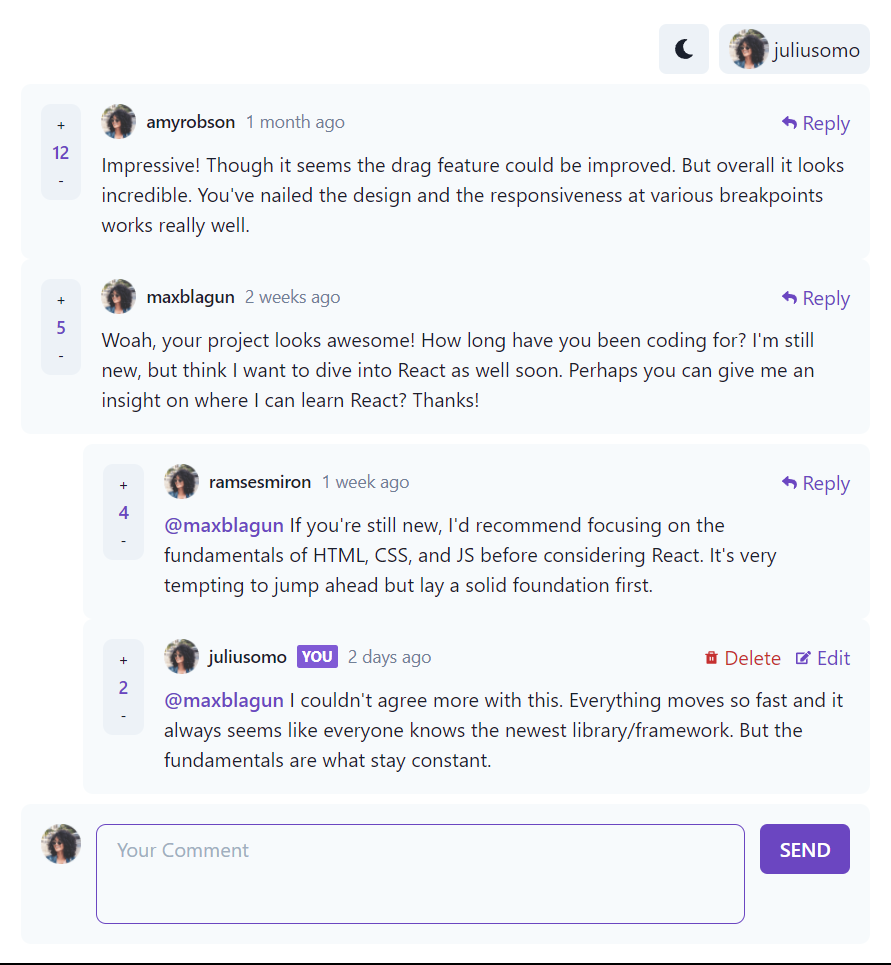 juliusomo
+
12
-
amyrobson 1 month ago
Reply
Impressive! Though it seems the drag feature could be improved. But overall it looks
incredible. You've nailed the design and the responsiveness at various breakpoints
works really well.
+
5
-
maxblagun 2 weeks ago
Reply
Woah, your project looks awesome! How long have you been coding for? I'm still
new, but think I want to dive into React as well soon. Perhaps you can give me an
insight on where I can learn React? Thanks!
+
4
-
ramsesmiron 1 week ago
Reply
@maxblagun If you're still new, I'd recommend focusing on the
fundamentals of HTML, CSS, and JS before considering React. It's very
tempting to jump ahead but lay a solid foundation first.
+
2
-
juliusomo YOU 2 days ago
Delete Edit
@maxblagun I couldn't agree more with this. Everything moves so fast and it
always seems like everyone knows the newest library/framework. But the
fundamentals are what stay constant.
Your Comment
SEND